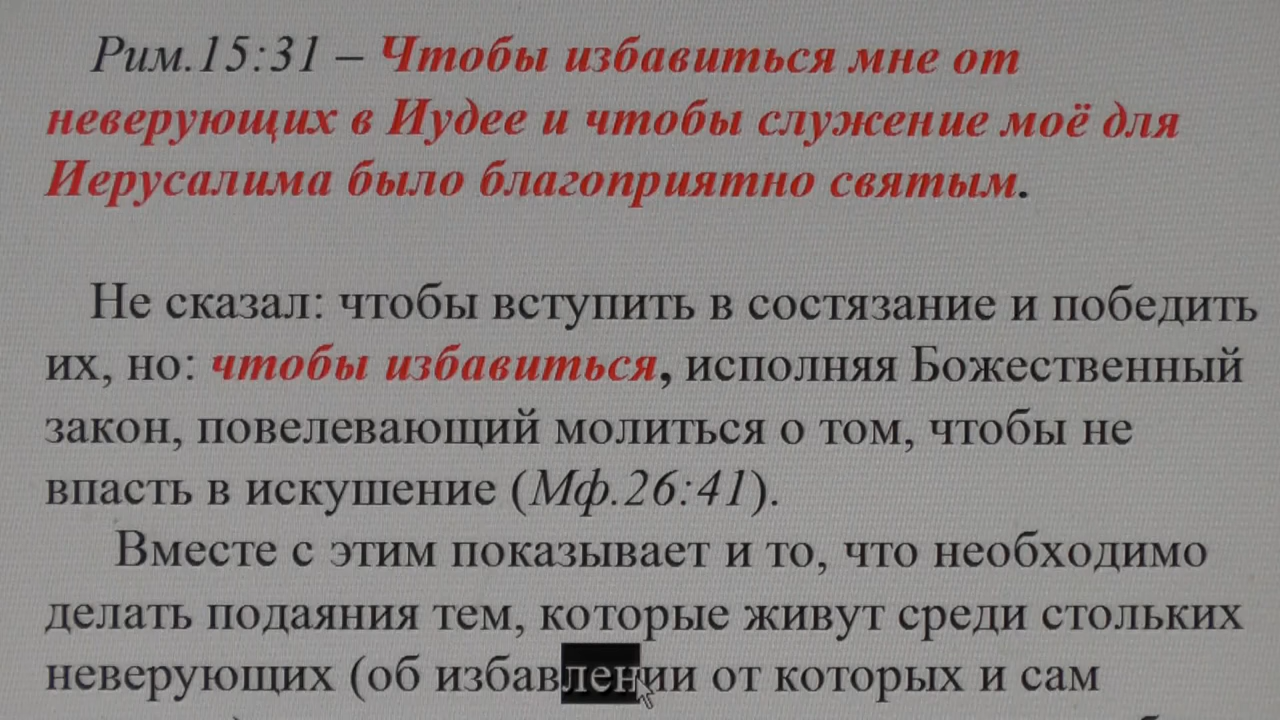 Рим.15:31 – Чтобы избавиться мне от
неверующих в Иудее и чтобы служение моё для
Иерусалима было благоприятно святым.
Не сказал: чтобы вступить в состязание и победить
их, но: чтобы избавиться, исполняя Божественный
закон, повелевающий молиться о том, чтобы не
впасть в искушение (Мф.26:41).
Вместе с этим показывает и то, что необходимо
делать подаяния тем, которые живут среди стольких
неверующих (об избавлении от которых и сам